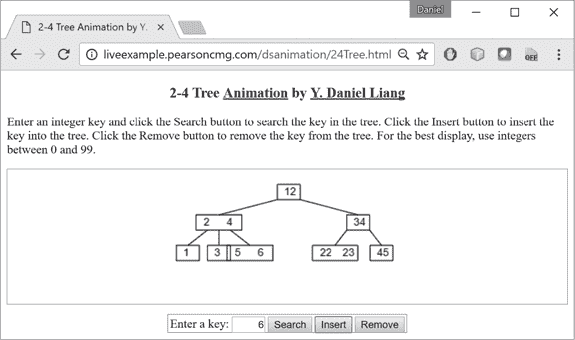 Daniel
2-4 Tree Animation by Y.
liveexample.pearsoncmg.com/dsanimation/24Tree.html
OFF
2-4 Tree Animation by Y. Daniel Liang
Enter an integer key and click the Search button to search the key in the tree. Click the Insert button to insert the
key into the tree. Click the Remove button to remove the key from the tree. For the best display, use integers
between 0 and 99.
12
2 4 34
1 3 5 6 22 23 45
Enter a key: 6 Search Insert Remove